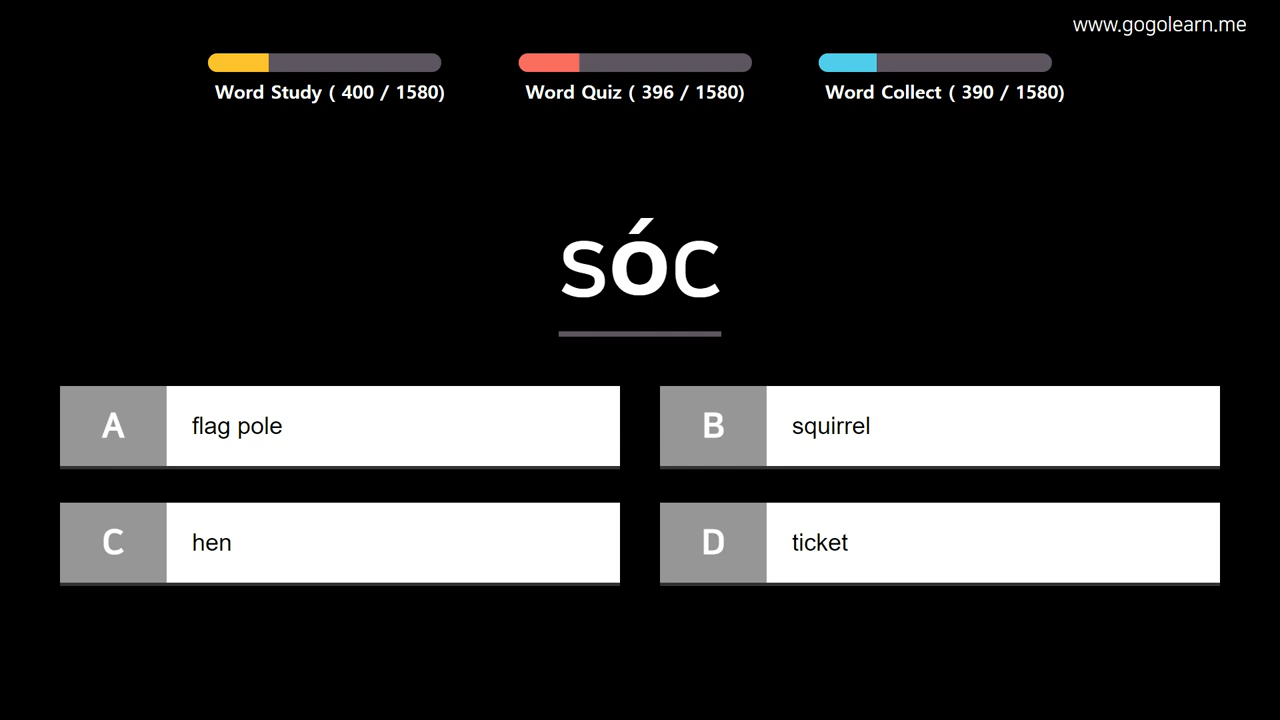 www.gogolearn.me
Word Study ( 400 / 1580)
Word Quiz ( 396 / 1580)
Word Collect ( 390 / 1580)
sóc
A flag pole
B squirrel
C hen
D ticket